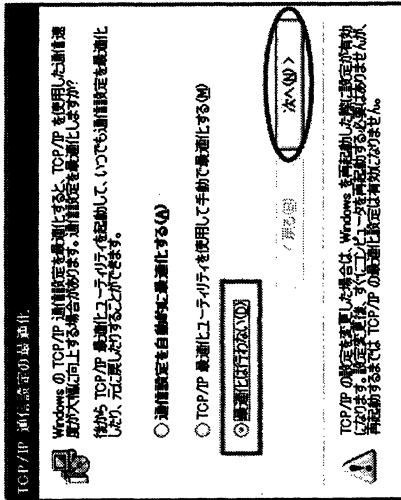 TCP/IP 通信設定の最適化
Windows の TCP/IP 通信設定を最適化すると、TCP/IP を使用した通信速
度が大幅に向上する場合があります。通信設定を最適化しますか?
後から TCP/IP 最適化ユーティリティを起動して、いつでも通信設定を最適化
したり、元に戻したりすることができます。
○通信設定を自動的に最適化する(A)
○TCP/IP 最適化ユーティリティを使用して手動で最適化する(M)
◉最適化は行わない(O)
< 戻る(B)
次へ(N) >
TCP/IP の設定を変更した場合は、Windows を再起動した際に設定が有効
になります。設定変更後、すぐにコンピュータを再起動する必要はありませんが、
再起動するまでは TCP/IP の最適化設定は有効になりません。